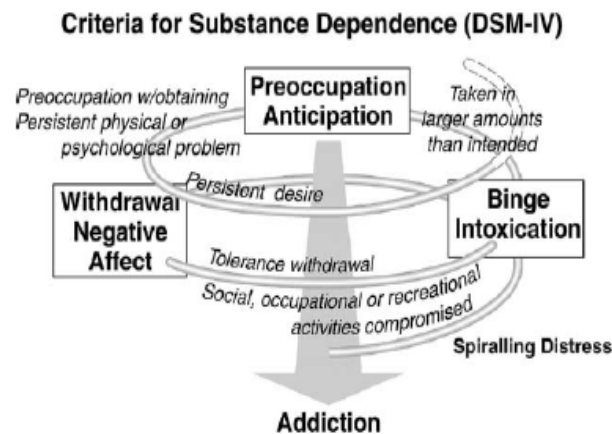 Criteria for Substance Dependence (DSM-IV)
Preoccupation w/obtaining
Persistent physical or
psychological problem
Preoccupation
Anticipation
Taken in
larger amounts
than intended
Persistent desire
Withdrawal
Negative
Affect
Binge
Intoxication
Tolerance withdrawal
Social, occupational or recreational
activities compromised
Spiralling Distress
Addiction